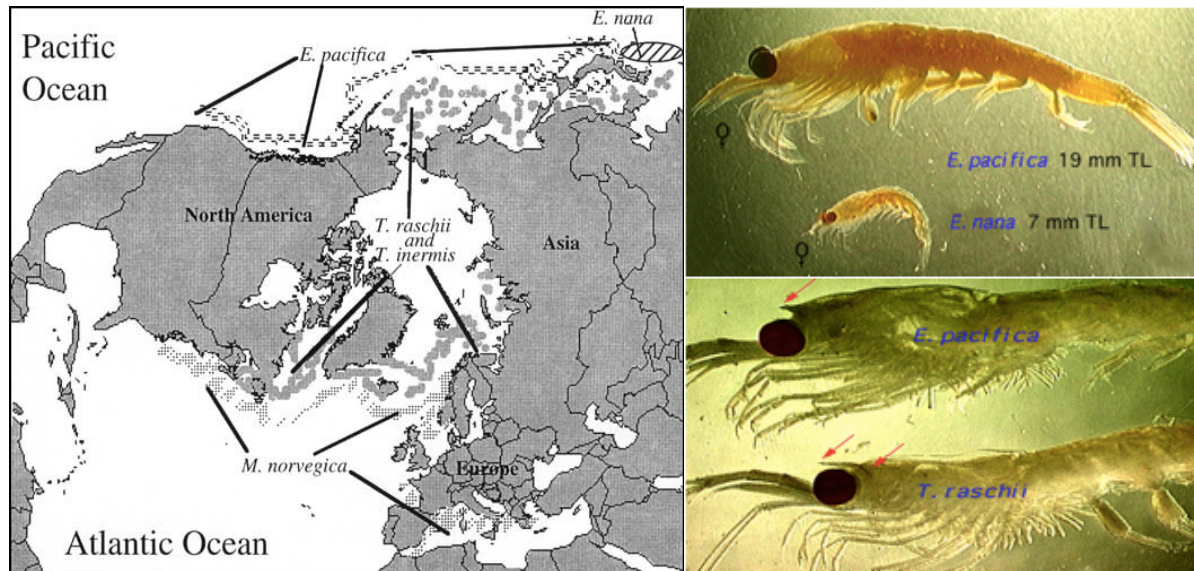 Pacific
Ocean
E. pacifica
E. nana
North America
T. raschii
and
T. inermis
Asia
M. norvegica
Europe
Atlantic Ocean
♀
E. pacifica 19 mm TL
E. nana 7 mm TL
♀
E. pacifica
T. raschii